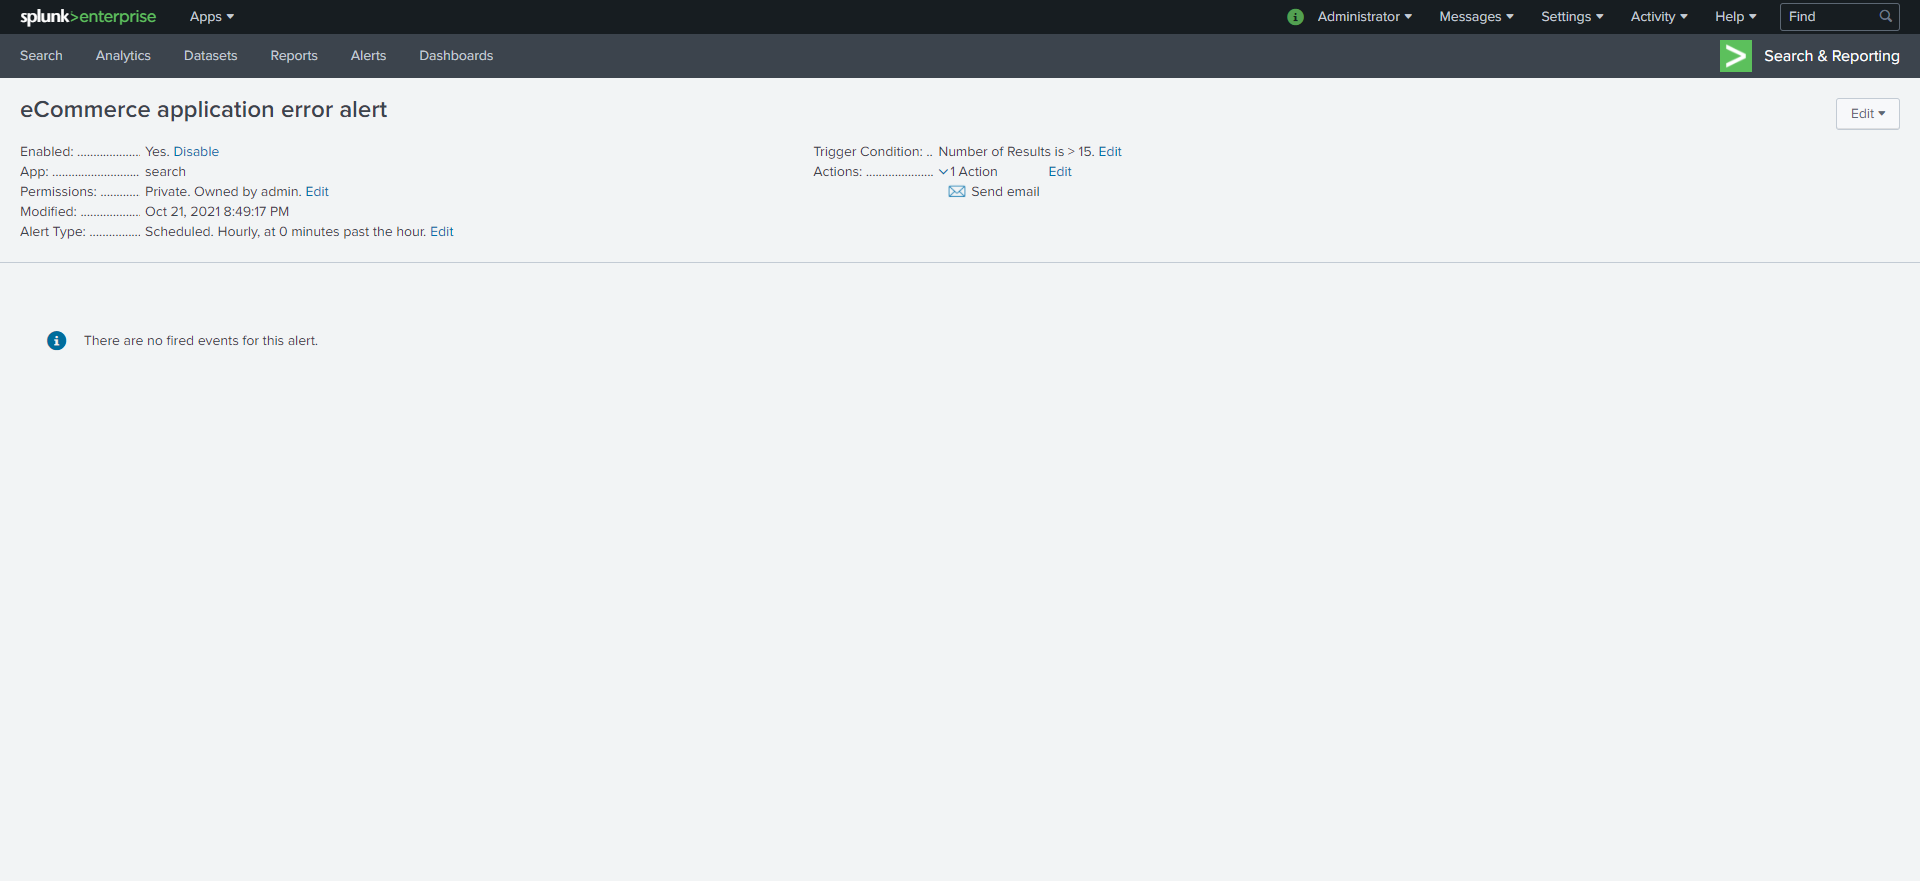 splunk>enterprise Apps Administrator Messages Settings Activity Help Find
Search Analytics Datasets Reports Alerts Dashboards Search & Reporting
eCommerce application error alert
Edit
Enabled: ................... Yes. Disable
App: ........................... search
Permissions: ............ Private. Owned by admin. Edit
Modified: ................... Oct 21, 2021 8:49:17 PM
Alert Type: ................ Scheduled. Hourly, at 0 minutes past the hour. Edit
Trigger Condition: .. Number of Results is > 15. Edit
Actions: ..................... 1 Action Edit
Send email
There are no fired events for this alert.